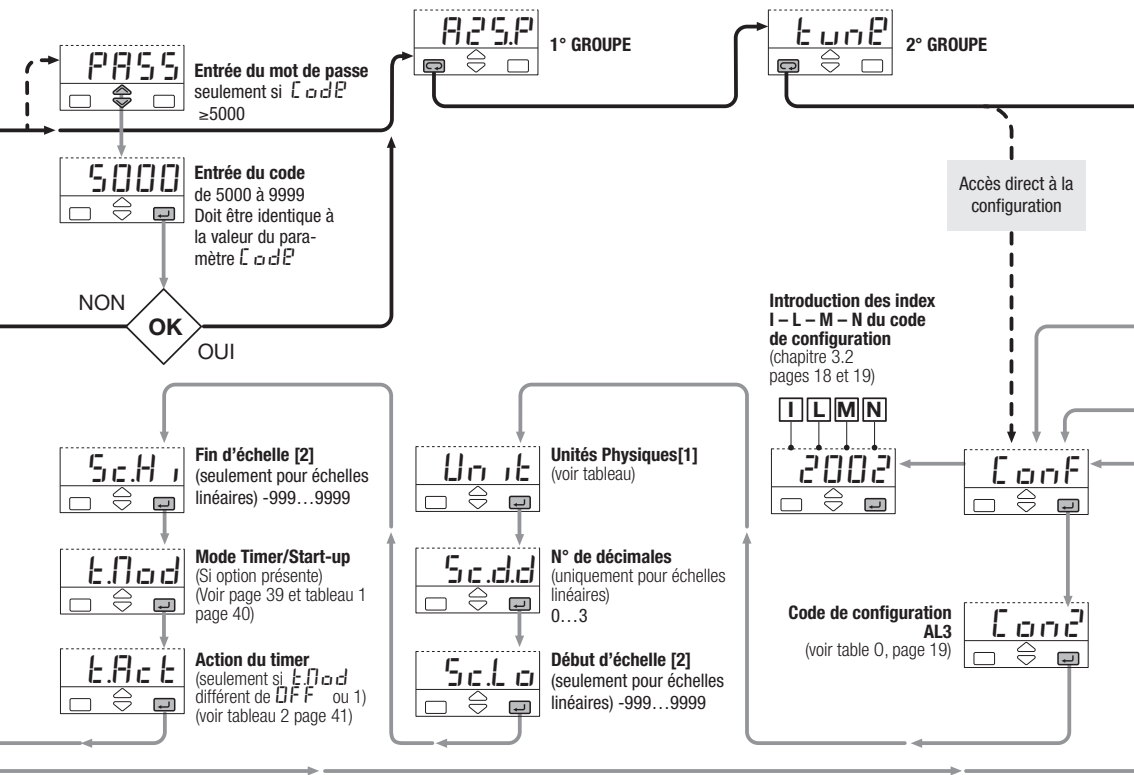 PASS
Entrée du mot de passe
seulement si Code
≥5000
A2S.P
1° GROUPE
tune
2° GROUPE
5000
Entrée du code
de 5000 à 9999
Doit être identique à
la valeur du para-
mètre Code
Accès direct à la
configuration
NON
OK
OUI
Introduction des index
I – L – M – N du code
de configuration
(chapitre 3.2
pages 18 et 19)
I L M N
2002
ConF
Sc.Hi
Fin d'échelle [2]
(seulement pour échelles
linéaires) -999…9999
Unit
Unités Physiques[1]
(voir tableau)
t.Mod
Mode Timer/Start-up
(Si option présente)
(Voir page 39 et tableau 1
page 40)
Sc.d.d
N° de décimales
(uniquement pour échelles
linéaires)
0…3
Code de configuration
AL3
(voir table O, page 19)
Con2
t.Act
Action du timer
(seulement si t.Mod
différent de OFF ou 1)
(voir tableau 2 page 41)
Sc.Lo
Début d'échelle [2]
(seulement pour échelles
linéaires) -999…9999